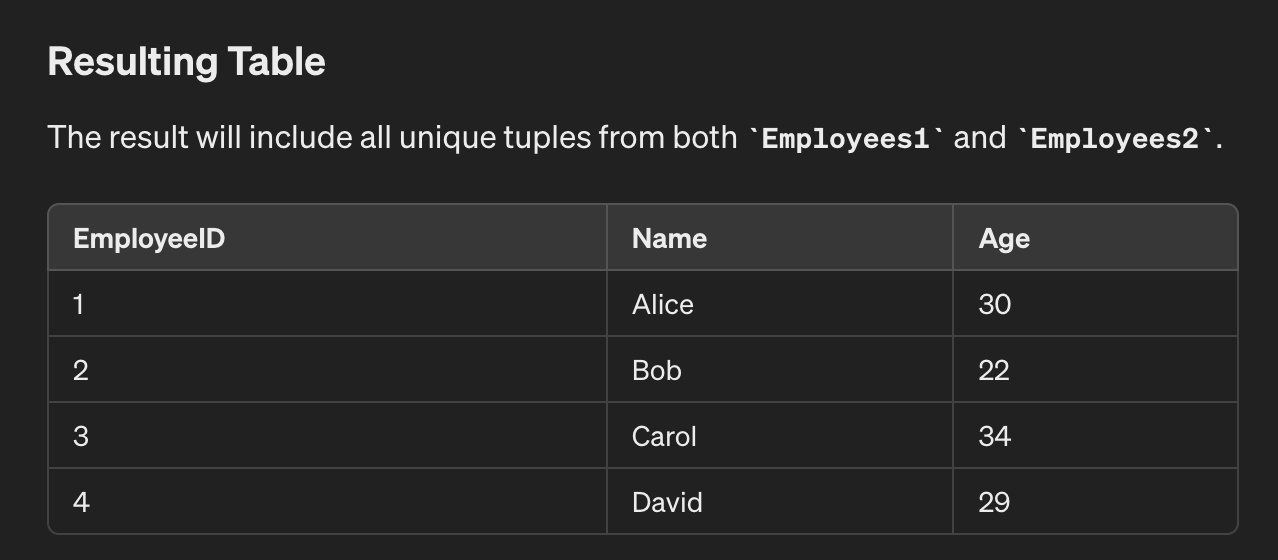 Resulting Table
The result will include all unique tuples from both `Employees1` and `Employees2`.
EmployeeID Name Age
1 Alice 30
2 Bob 22
3 Carol 34
4 David 29